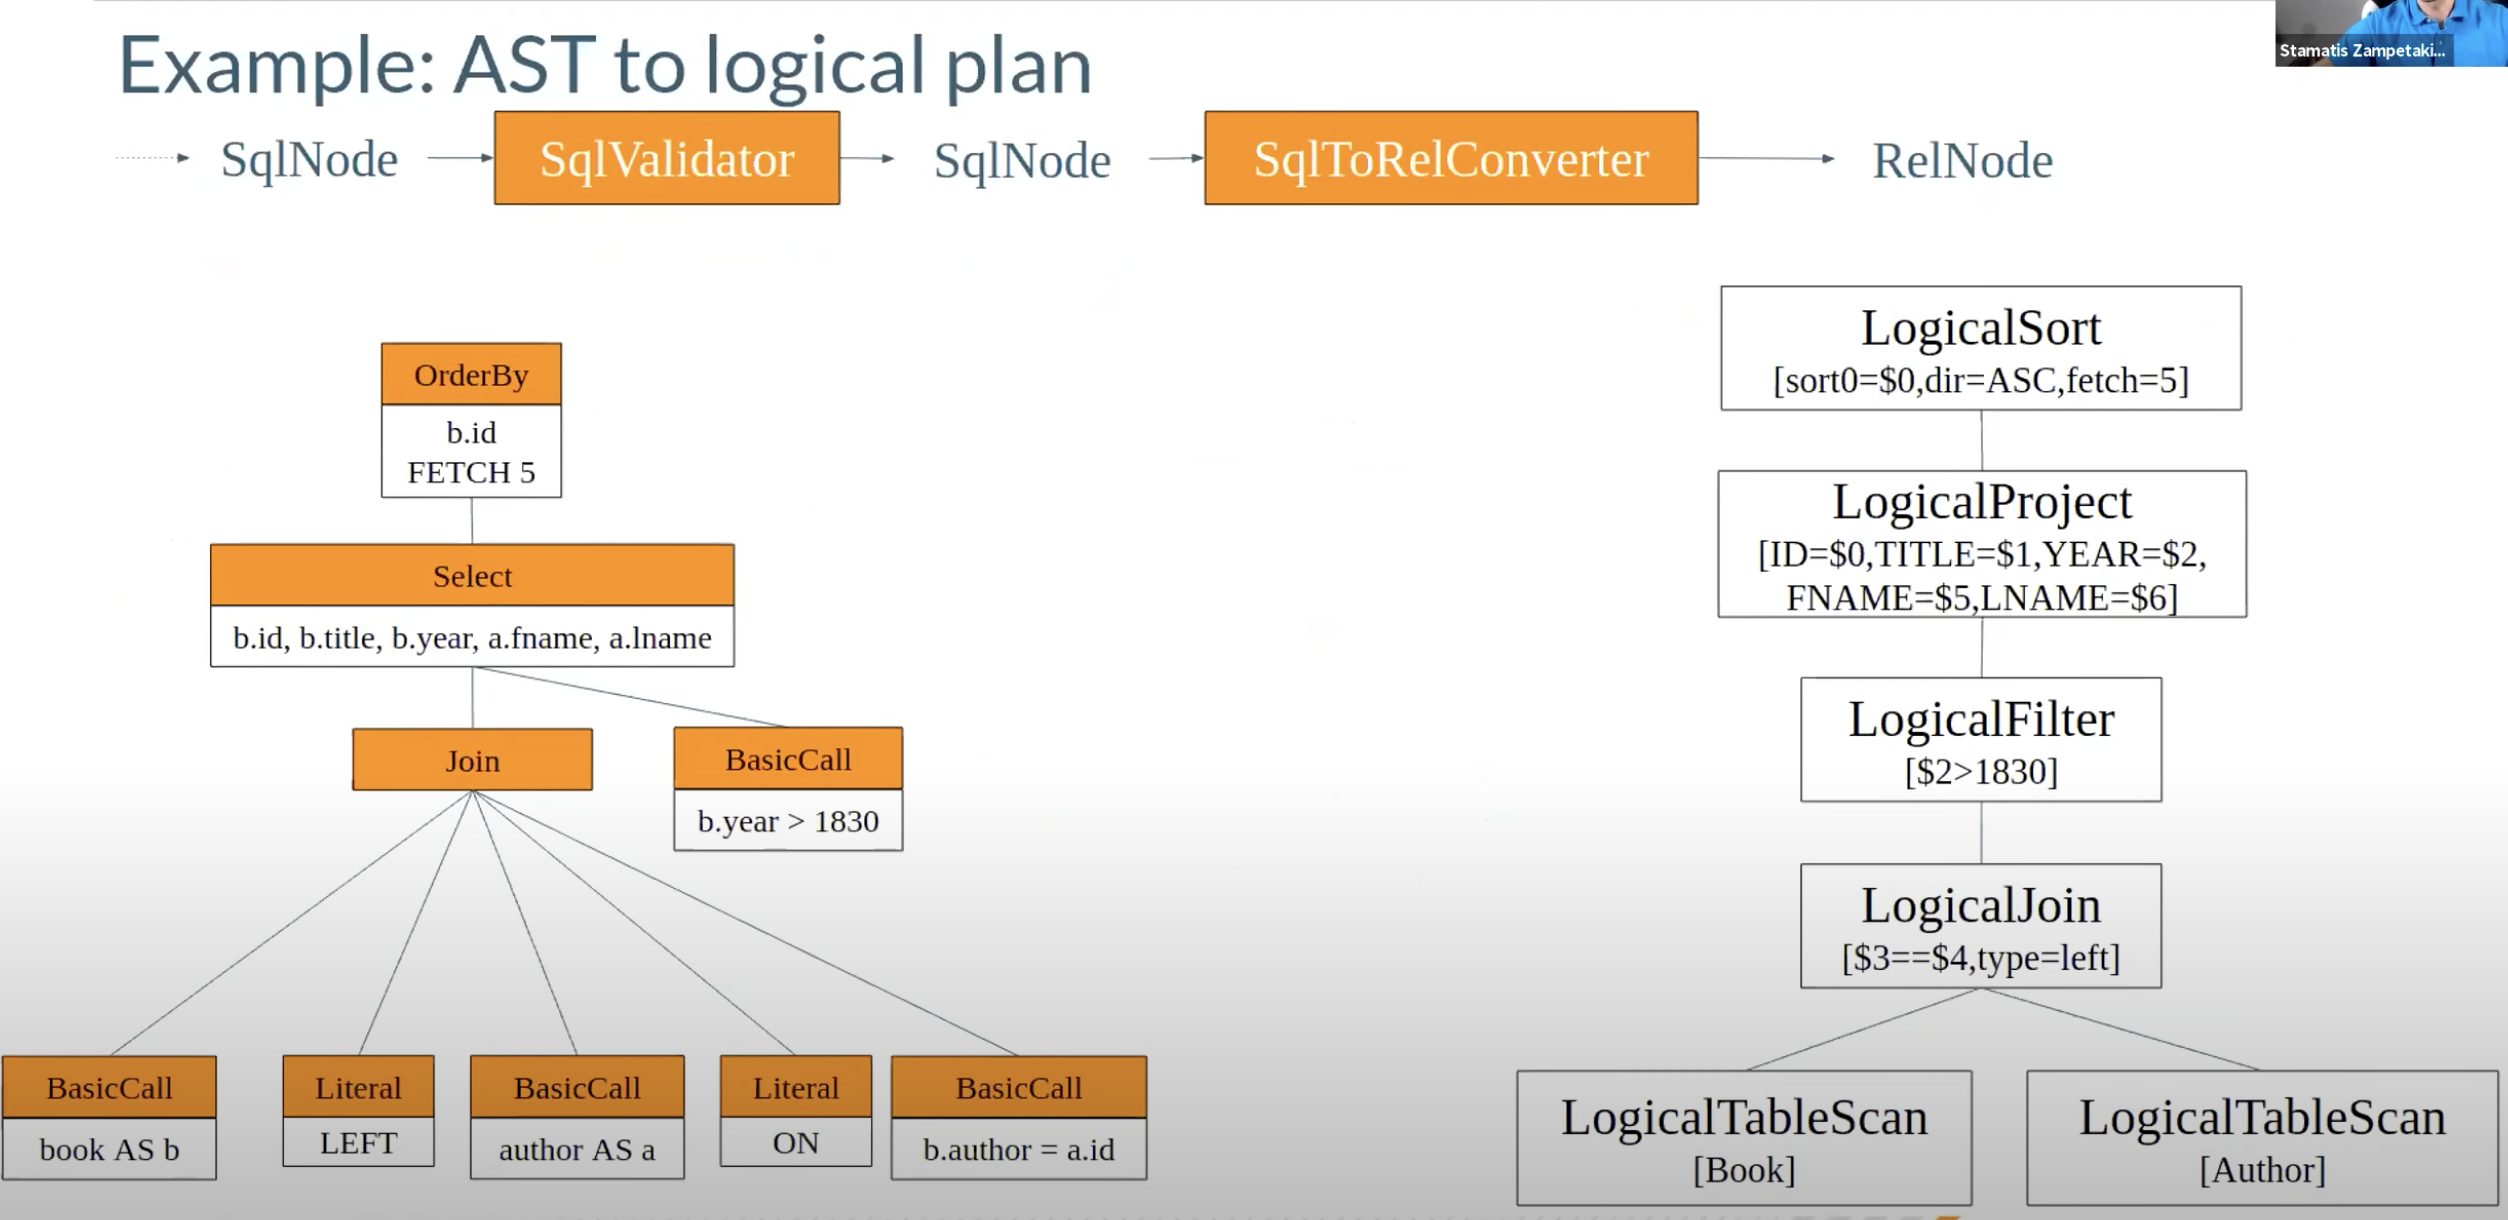 Example: AST to logical plan
Stamatis Zampetaki...
SqlNode
SqlValidator
SqlNode
SqlToRelConverter
RelNode
OrderBy
b.id
FETCH 5
Select
b.id, b.title, b.year, a.fname, a.lname
Join
BasicCall
b.year > 1830
BasicCall
book AS b
Literal
LEFT
BasicCall
author AS a
Literal
ON
BasicCall
b.author = a.id
LogicalSort
[sort0=$0,dir=ASC,fetch=5]
LogicalProject
[ID=$0,TITLE=$1,YEAR=$2,
FNAME=$5,LNAME=$6]
LogicalFilter
[$2>1830]
LogicalJoin
[$3==$4,type=left]
LogicalTableScan
[Book]
LogicalTableScan
[Author]